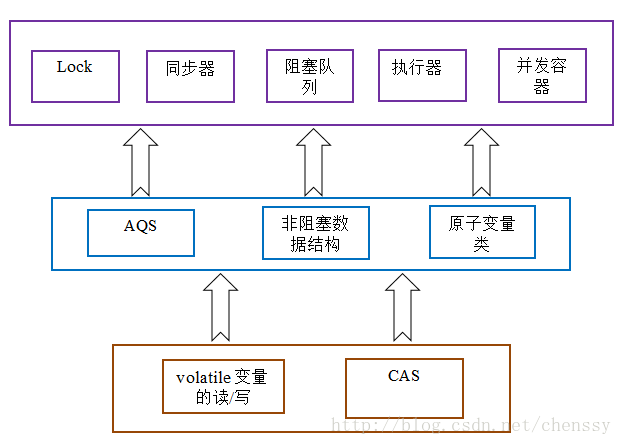 Lock
同步器
阻塞队
列
执行器
并发容
器
AQS
非阻塞数
据结构
原子变量
类
volatile 变量
的读/写
CAS
http://blog.csdn.net/chenssy